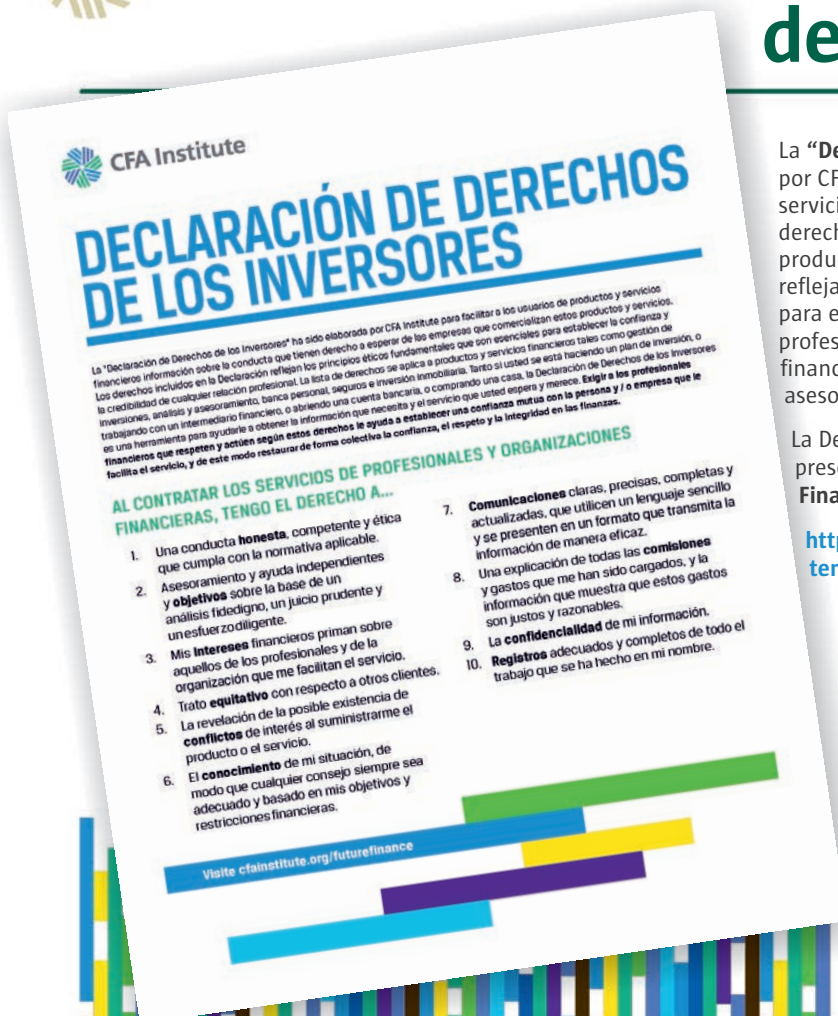 de
CFA Institute
DECLARACIÓN DE DERECHOS
DE LOS INVERSORES
La "Declaración de Derechos de los Inversores" ha sido elaborada por CFA Institute para facilitar a los usuarios de productos y servicios
financieros información sobre la conducta que tienen derecho a esperar de las empresas que comercializan estos productos y servicios.
Los derechos incluidos en la Declaración reflejan los principios éticos fundamentales que son esenciales para establecer la confianza y
la credibilidad de cualquier relación profesional. La lista de derechos se aplica a productos y servicios financieros tales como gestión de
inversiones, análisis y asesoramiento, banca personal, seguros e inversión inmobiliaria. Tanto si usted se está haciendo un plan de inversión, o
trabajando con un intermediario financiero, o abriendo una cuenta bancaria, o comprando una casa, la Declaración de Derechos de los Inversores
es una herramienta para ayudarle a obtener la información que necesita y el servicio que usted espera y merece. Exigir a los profesionales
financieros que respeten y actúen según estos derechos le ayuda a establecer una confianza mutua con la persona y / o empresa que le
facilita el servicio, y de este modo restaurar de forma colectiva la confianza, el respeto y la integridad en las finanzas.
AL CONTRATAR LOS SERVICIOS DE PROFESIONALES Y ORGANIZACIONES
FINANCIERAS, TENGO EL DERECHO A...
1. Una conducta honesta, competente y ética
que cumpla con la normativa aplicable.
2. Asesoramiento y ayuda independientes
y objetivos sobre la base de un
análisis fidedigno, un juicio prudente y
un esfuerzo diligente.
3. Mis Intereses financieros priman sobre
aquellos de los profesionales y de la
organización que me facilitan el servicio.
4. Trato equitativo con respecto a otros clientes.
5. La revelación de la posible existencia de
conflictos de interés al suministrarme el
producto o el servicio.
6. El conocimiento de mi situación, de
modo que cualquier consejo siempre sea
adecuado y basado en mis objetivos y
restricciones financieras.
7. Comunicaciones claras, precisas, completas y
actualizadas, que utilicen un lenguaje sencillo
y se presenten en un formato que transmita la
información de manera eficaz.
8. Una explicación de todas las comisiones
y gastos que me han sido cargados, y la
información que muestra que estos gastos
son justos y razonables.
9. La confidencialidad de mi información.
10. Registros adecuados y completos de todo el
trabajo que se ha hecho en mi nombre.
Visite cfainstitute.org/futurefinance
La "De
por CF
servici
derech
produ
refleja
para e
profes
financ
aseso
La De
pres
Fina
http
ter